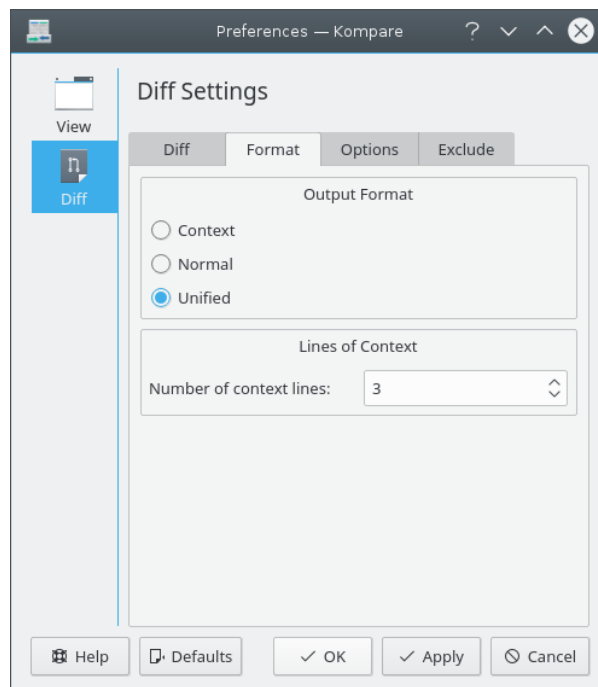 Preferences — Kompare
View
Diff
Diff Settings
Diff Format Options Exclude
Output Format
Context
Normal
Unified
Lines of Context
Number of context lines: 3
Help Defaults OK Apply Cancel